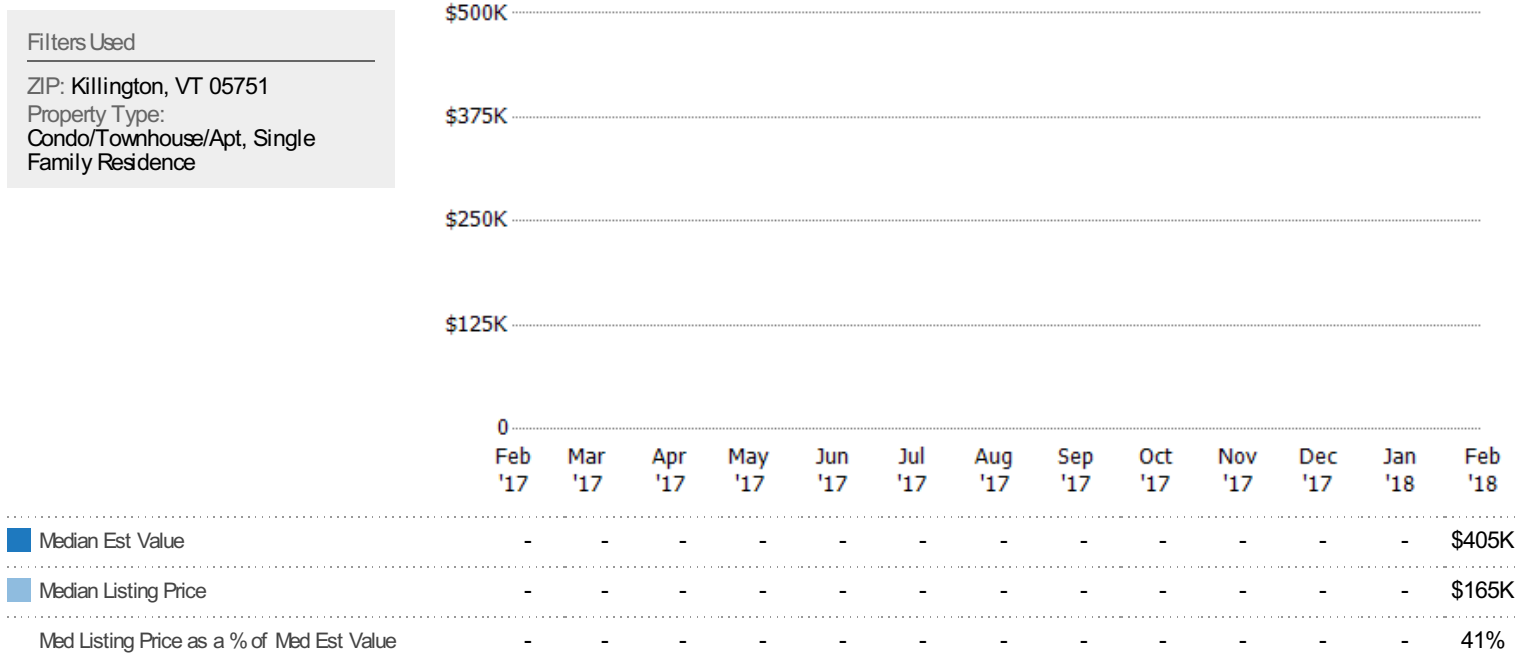 Filters Used
ZIP: Killington, VT 05751
Property Type:
Condo/Townhouse/Apt, Single
Family Residence
$500K
$375K
$250K
$125K
0
Feb Mar Apr May Jun Jul Aug Sep Oct Nov Dec Jan Feb
'17 '17 '17 '17 '17 '17 '17 '17 '17 '17 '17 '18 '18
Median Est Value - - - - - - - - - - - - $405K
Median Listing Price - - - - - - - - - - - - $165K
Med Listing Price as a % of Med Est Value - - - - - - - - - - - - 41%